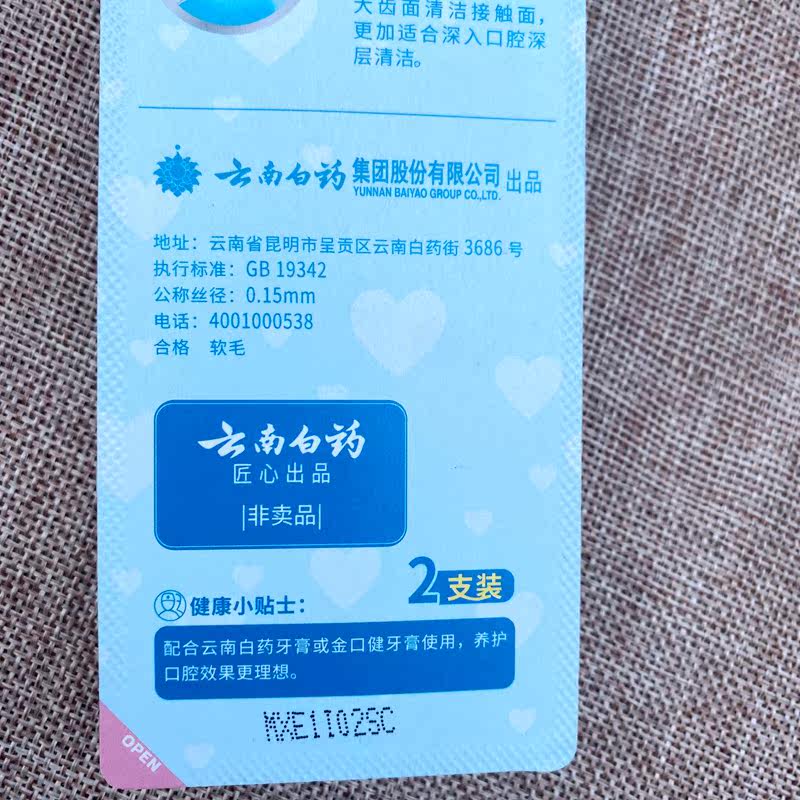 大齿面清洁接触面，
更加适合深入口腔深
层清洁。
云南白药集团股份有限公司 出品
YUNNAN BAIYAO GROUP CO.,LTD.
地址：云南省昆明市呈贡区云南白药街 3686 号
执行标准：GB 19342
公称丝径：0.15mm
电话：4001000538
合格 软毛
云南白药
匠心出品
|非卖品|
2支装
健康小贴士：
配合云南白药牙膏或金口健牙膏使用，养护
口腔效果更理想。
MXE1I02SC
OPEN